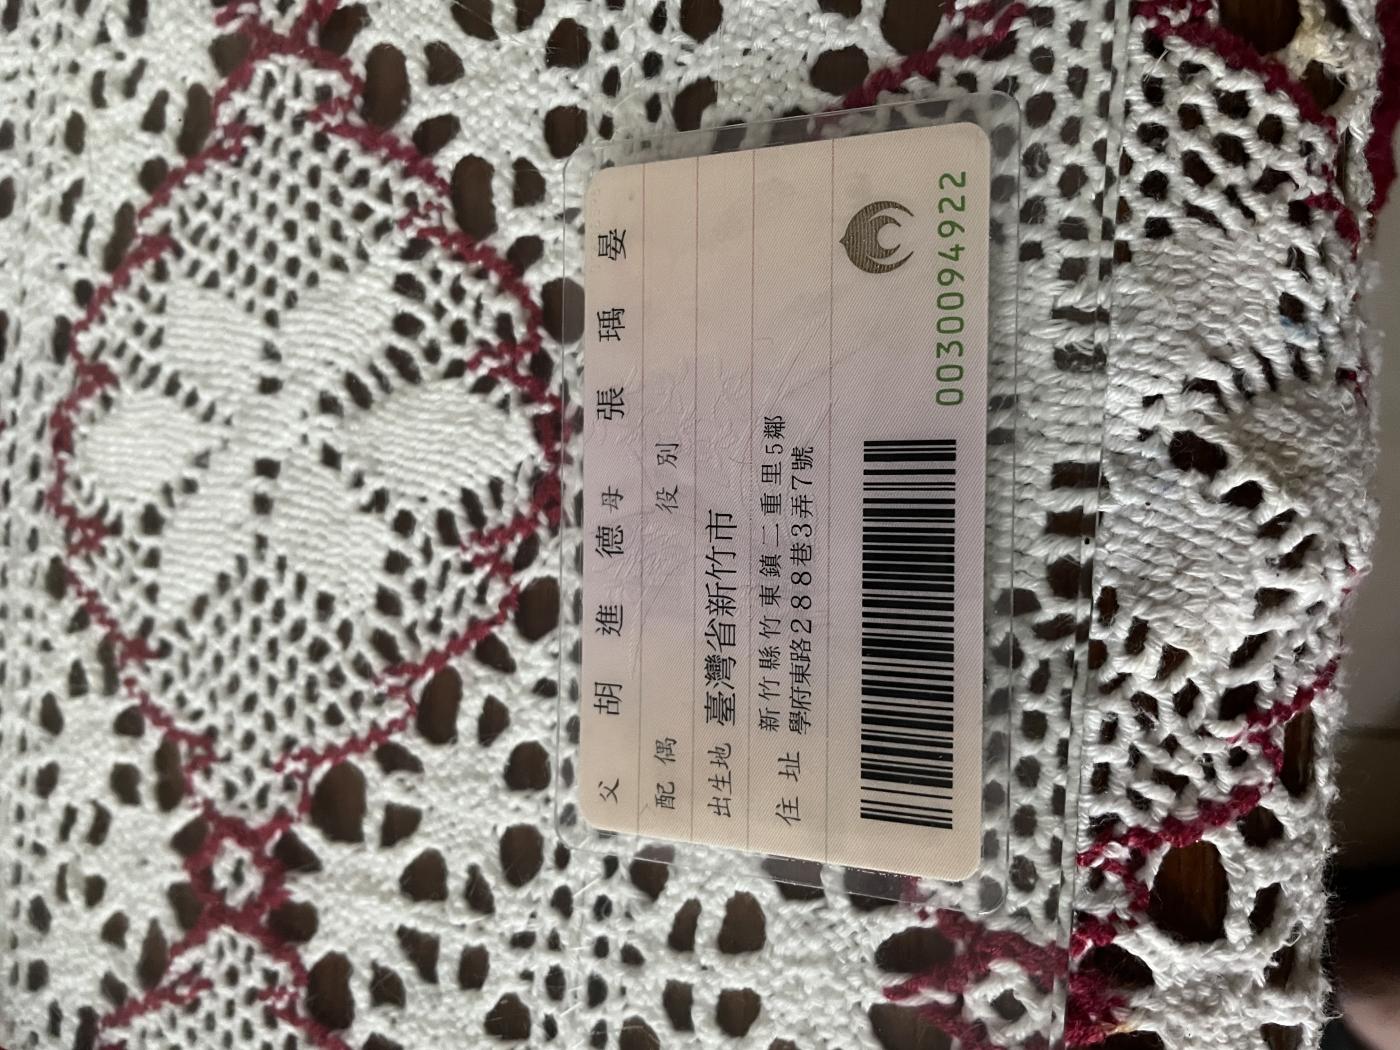 父 胡進德 母 張瑀晏
配偶 役別
出生地 臺灣省新竹市
住址 新竹縣竹東鎮二重里5鄰
學府東路288巷3弄7號
0030094922